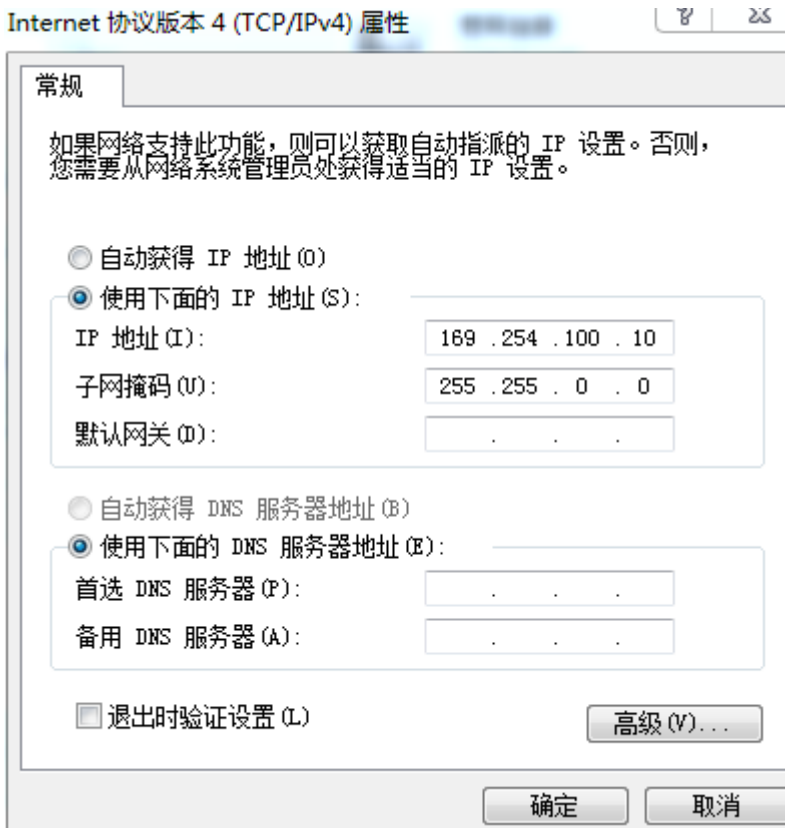 Internet 协议版本 4 (TCP/IPv4) 属性
常规
如果网络支持此功能，则可以获取自动指派的 IP 设置。否则，
您需要从网络系统管理员处获得适当的 IP 设置。
自动获得 IP 地址(O)
使用下面的 IP 地址(S):
IP 地址(I): 169 .254 .100 . 10
子网掩码(U): 255 .255 . 0 . 0
默认网关(D): . . .
自动获得 DNS 服务器地址(B)
使用下面的 DNS 服务器地址(E):
首选 DNS 服务器(P): . . .
备用 DNS 服务器(A): . . .
退出时验证设置(L)
高级(V)...
确定 取消